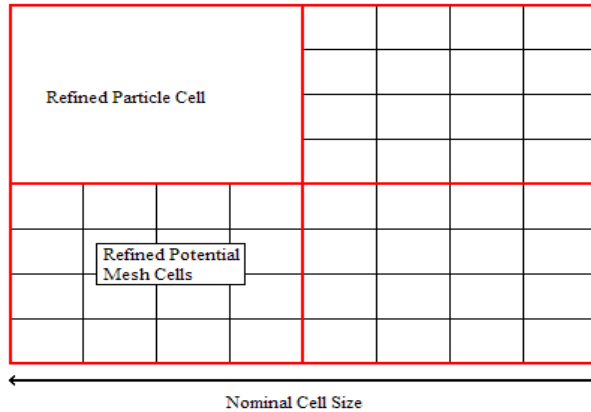 Refined Particle Cell
Refined Potential
Mesh Cells
Nominal Cell Size